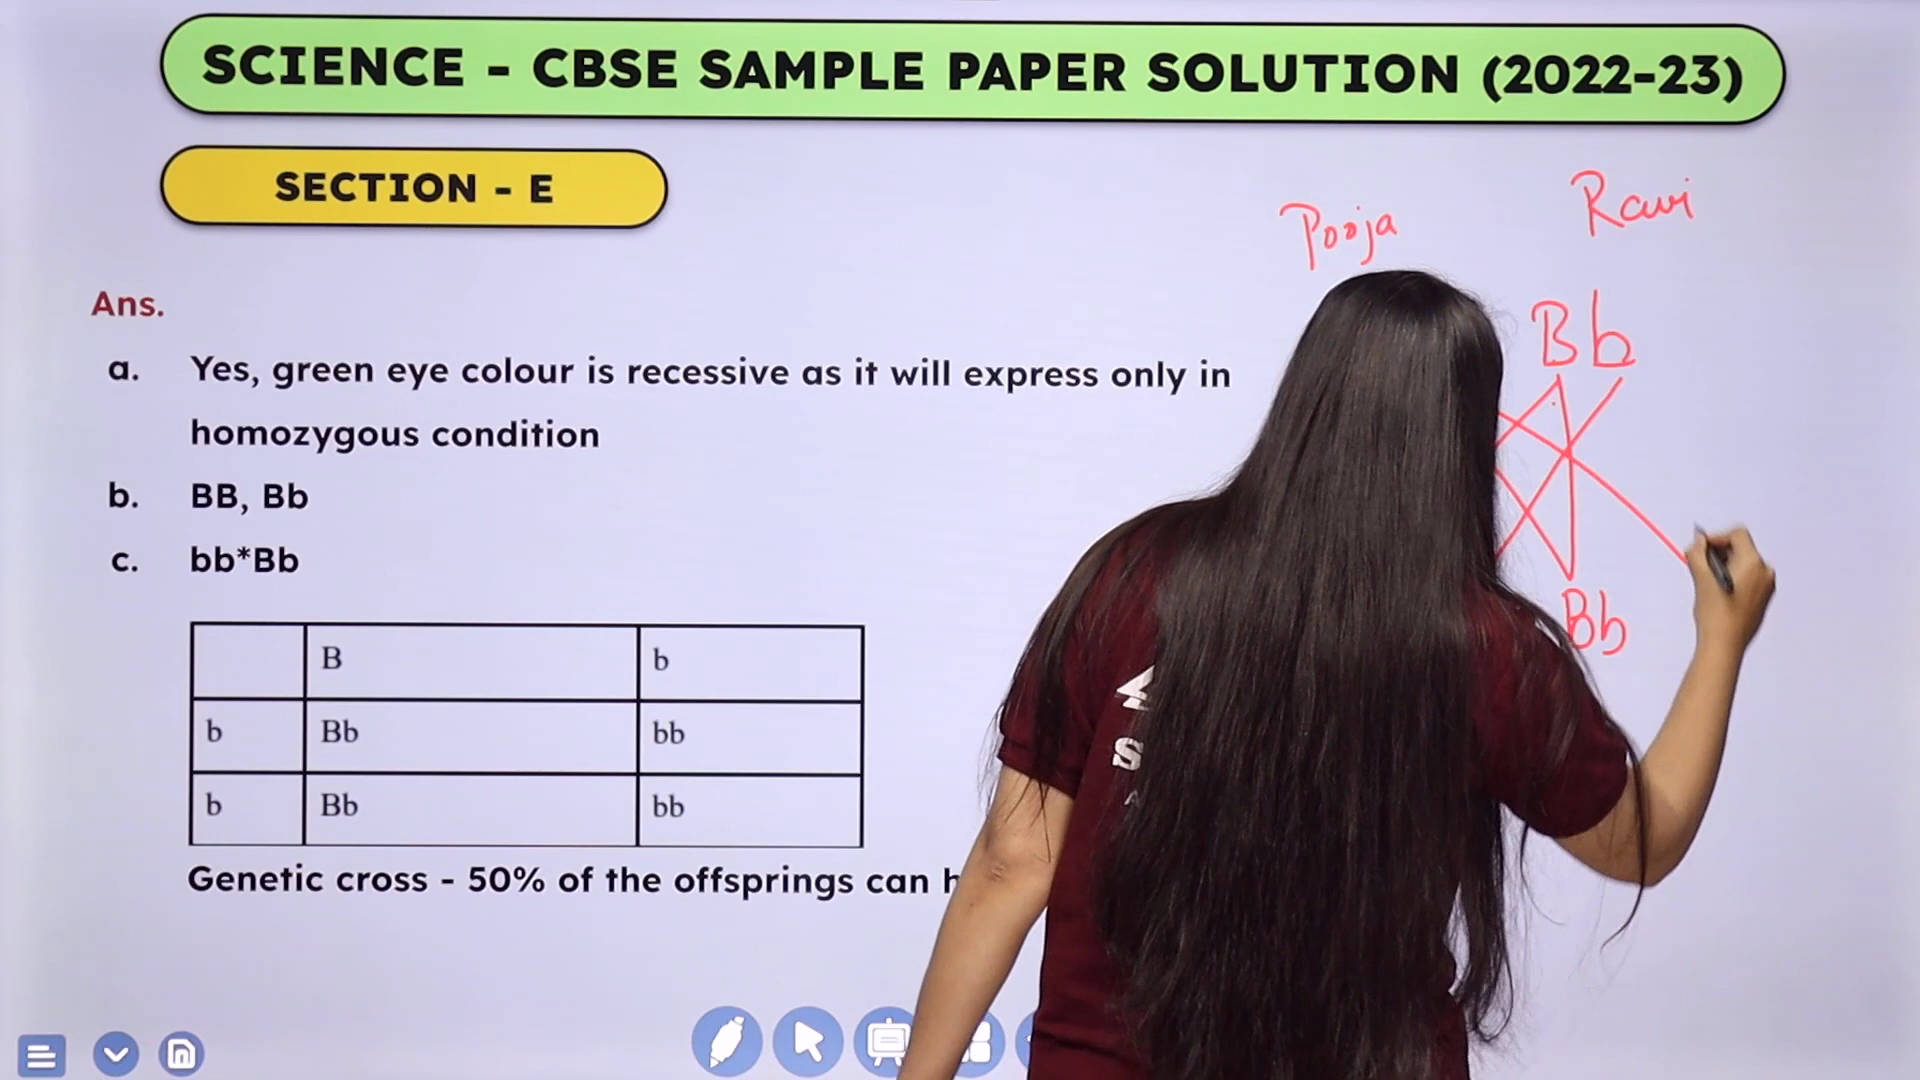 SCIENCE - CBSE SAMPLE PAPER SOLUTION (2022-23)
SECTION - E
Pooja
Ravi
Bb
Ans.
a. Yes, green eye colour is recessive as it will express only in
homozygous condition
b. BB, Bb
c. bb*Bb
Bb
B b
b Bb bb
b Bb bb
Genetic cross - 50% of the offsprings can
S